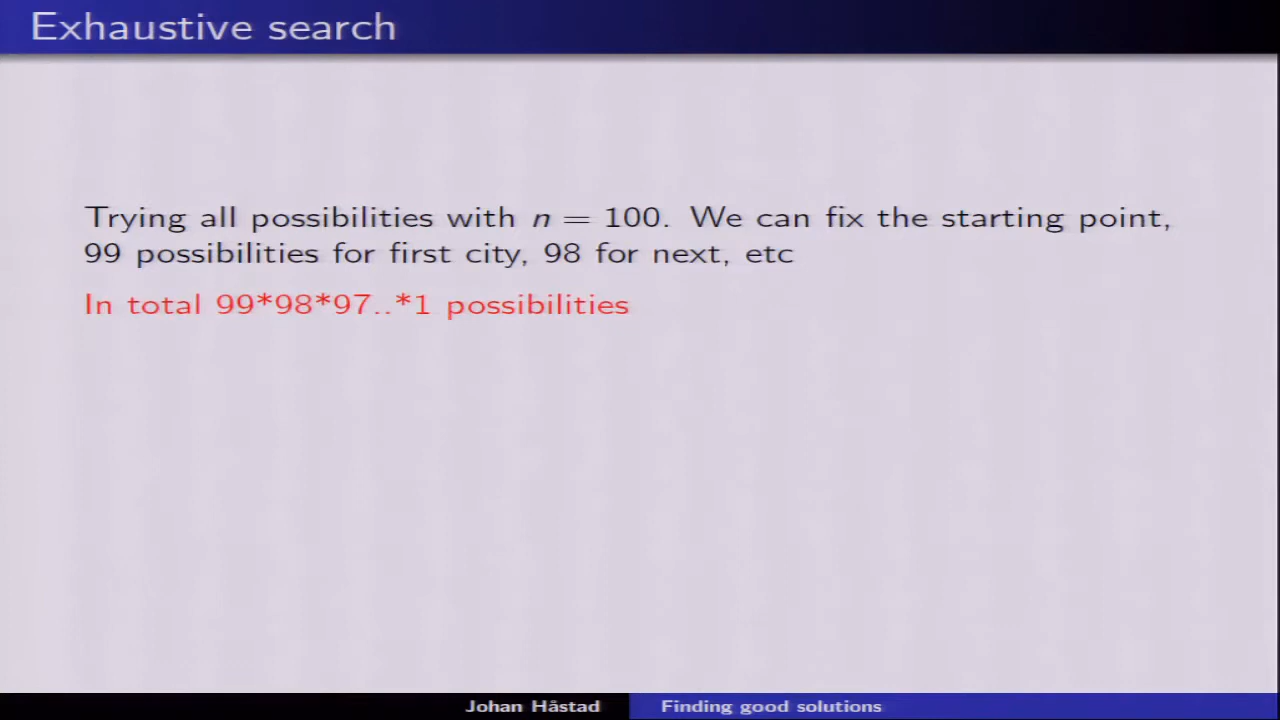 Exhaustive search
Trying all possibilities with n = 100. We can fix the starting point,
99 possibilities for first city, 98 for next, etc
In total 99*98*97..*1 possibilities
Johan Håstad
Finding good solutions